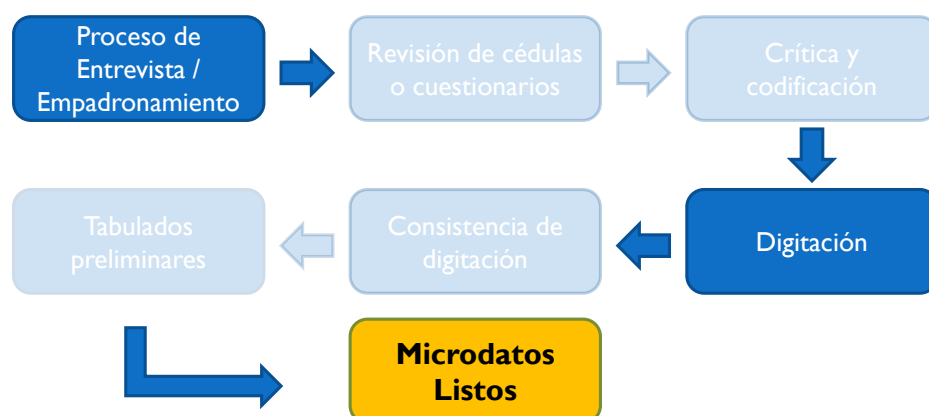 Proceso de
Entrevista /
Empadronamiento
Revisión de cédulas
o cuestionarios
Crítica y
codificación
Tabulados
preliminares
Consistencia de
digitación
Digitación
Microdatos
Listos